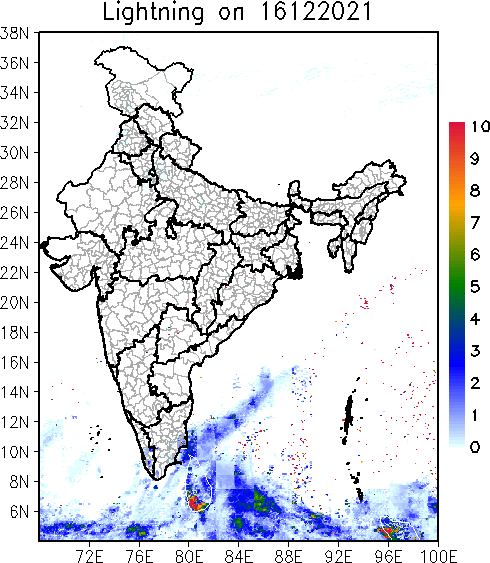 Lightning on 16122021
38N
36N
34N
32N
30N
28N
26N
24N
22N
20N
18N
16N
14N
12N
10N
8N
6N
72E 76E 80E 84E 88E 92E 96E 100E
10
9
8
7
6
5
4
3
2
1
0